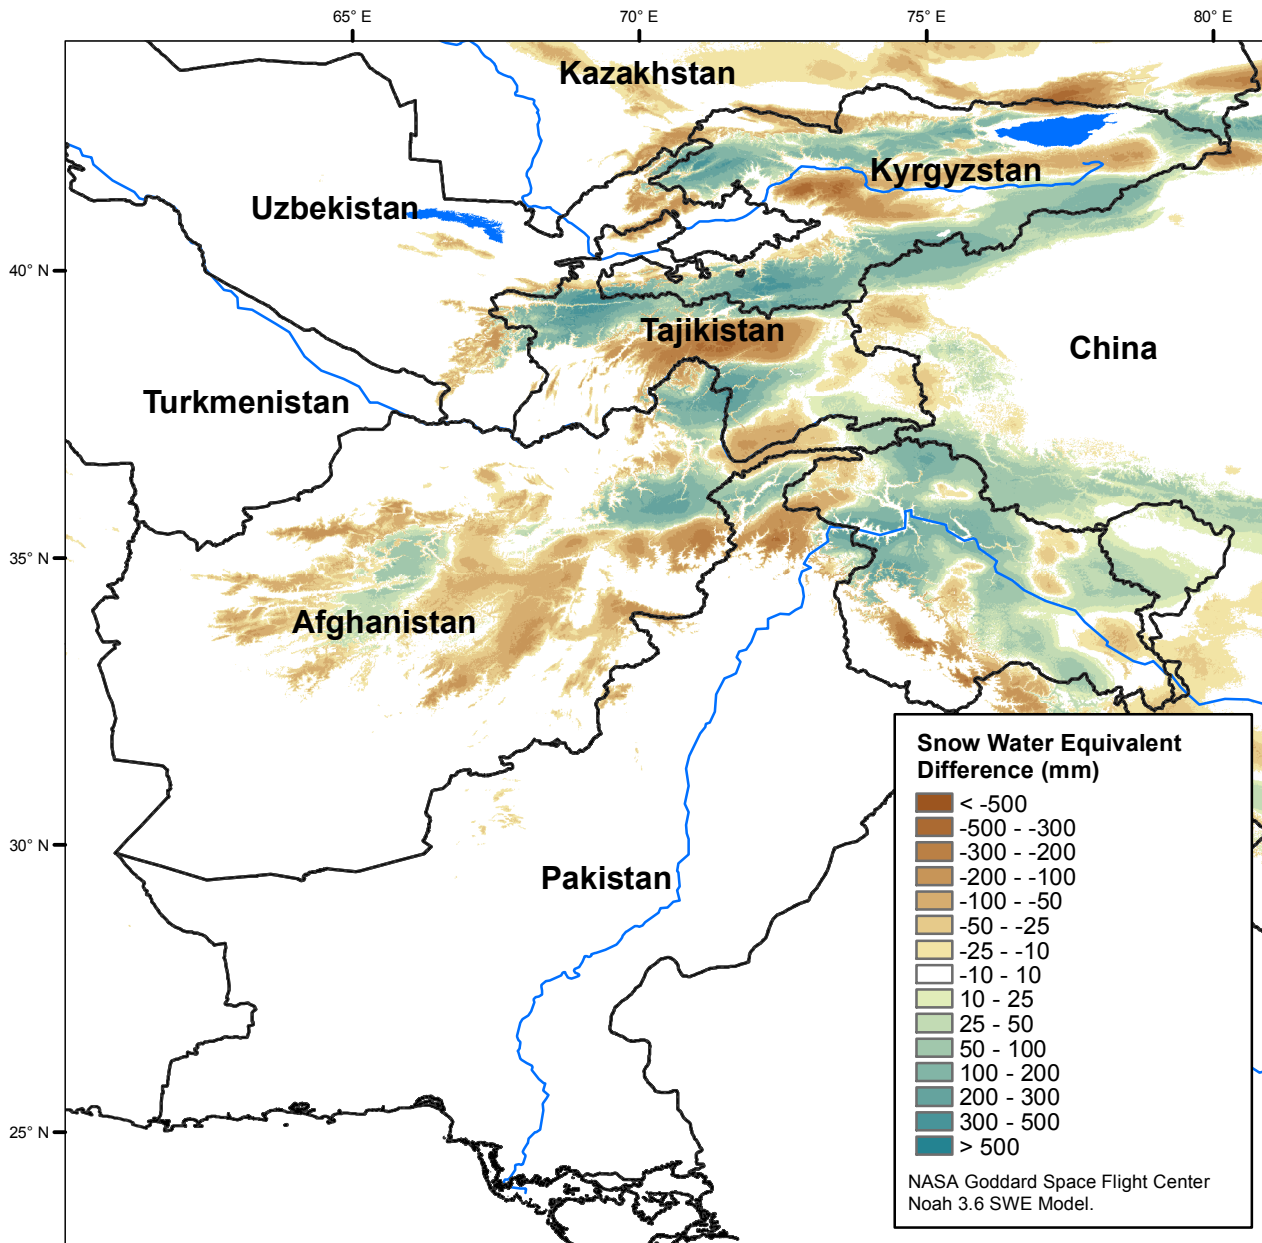 65° E
70° E
75° E
80° E
Kazakhstan
Kyrgyzstan
Uzbekistan
40° N
Tajikistan
China
Turkmenistan
35° N
Afghanistan
Snow Water Equivalent
Difference (mm)
< -500
-500 - -300
-300 - -200
-200 - -100
-100 - -50
-50 - -25
-25 - -10
-10 - 10
10 - 25
25 - 50
50 - 100
100 - 200
200 - 300
300 - 500
> 500
NASA Goddard Space Flight Center
Noah 3.6 SWE Model.
30° N
Pakistan
25° N